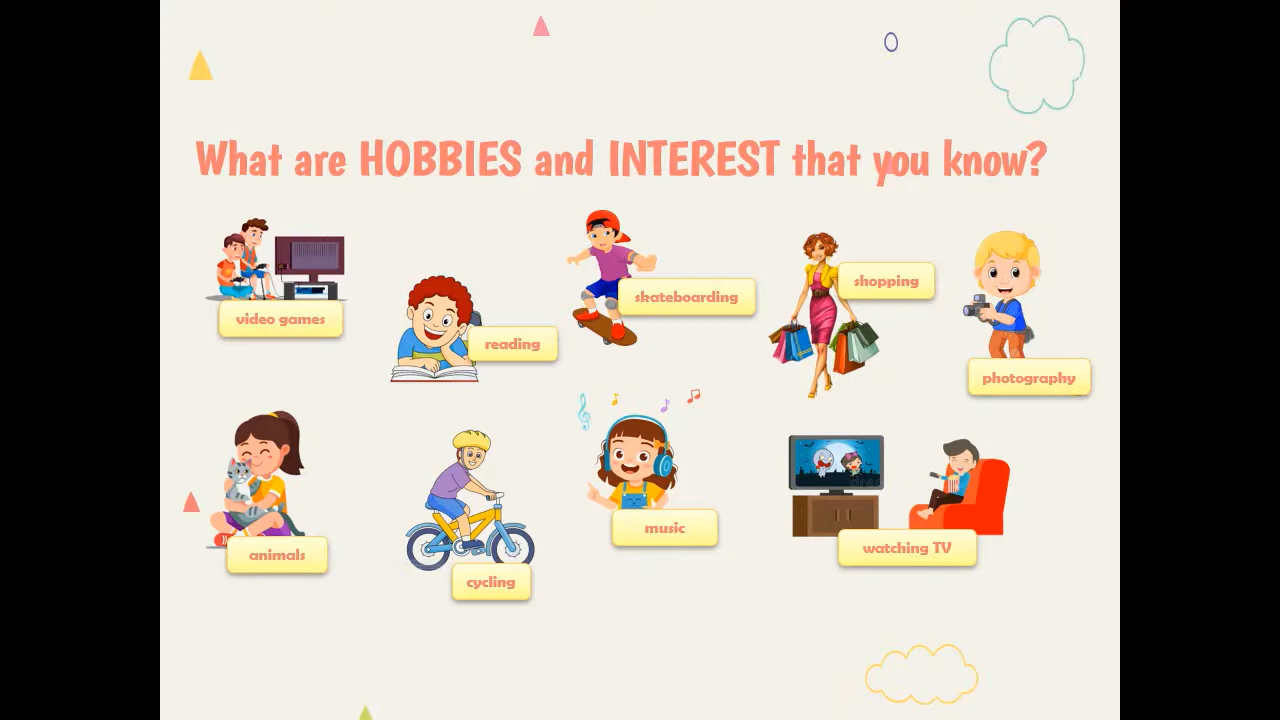 What are HOBBIES and INTEREST that you know?
video games
reading
skateboarding
shopping
photography
animals
cycling
music
watching TV